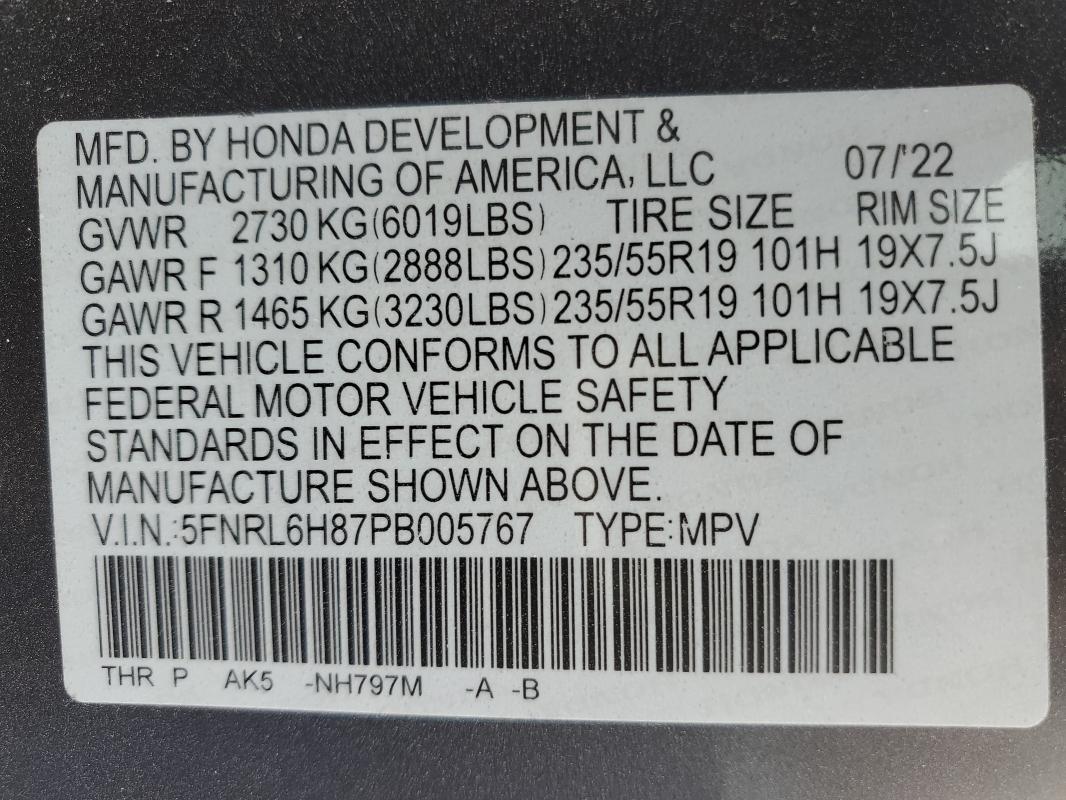 MFD. BY HONDA DEVELOPMENT &
MANUFACTURING OF AMERICA, LLC 07/'22
GVWR 2730 KG(6019LBS) TIRE SIZE RIM SIZE
GAWR F 1310 KG(2888LBS) 235/55R19 101H 19X7.5J
GAWR R 1465 KG(3230LBS) 235/55R19 101H 19X7.5J
THIS VEHICLE CONFORMS TO ALL APPLICABLE
FEDERAL MOTOR VEHICLE SAFETY
STANDARDS IN EFFECT ON THE DATE OF
MANUFACTURE SHOWN ABOVE.
V.I.N.:5FNRL6H87PB005767 TYPE:MPV
THR P AK5 -NH797M -A -B